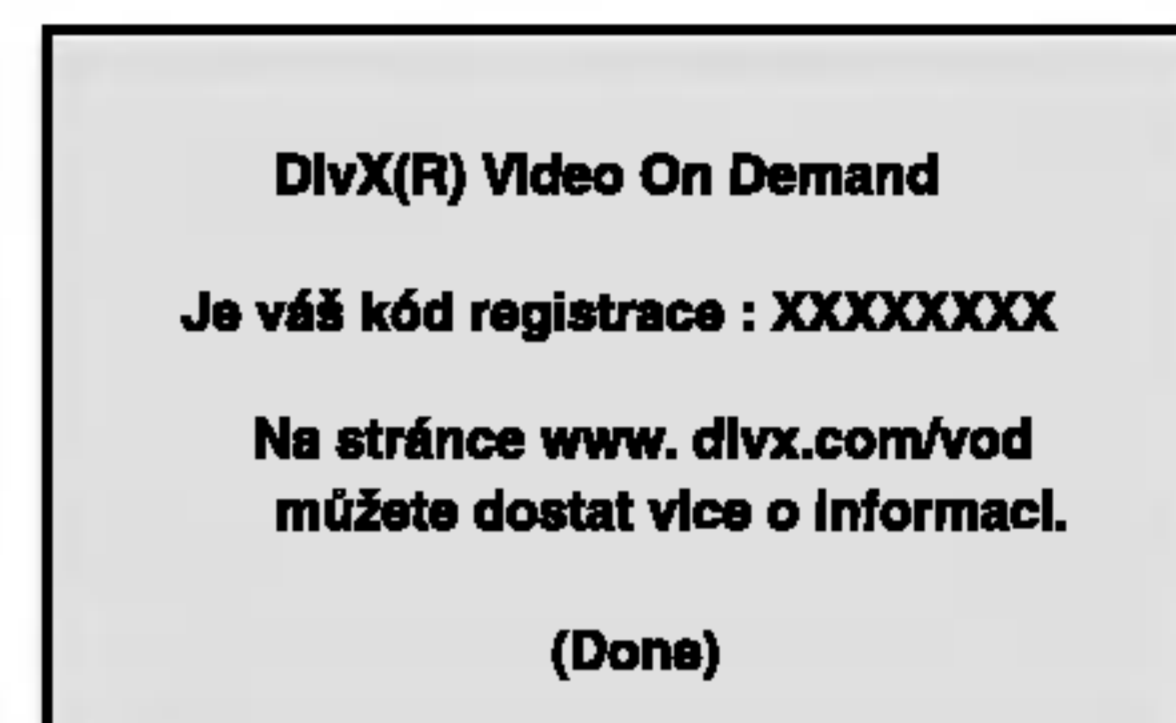 DivX(R) Video On Demand
Je váš kód registrace : XXXXXXXX
Na stránce www. divx.com/vod
můžete dostat vice o informaci.
(Done)